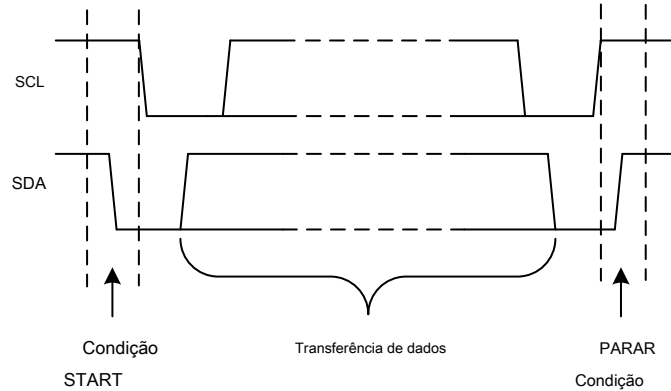 SCL
SDA
Condição
START
Transferência de dados
PARAR
Condição